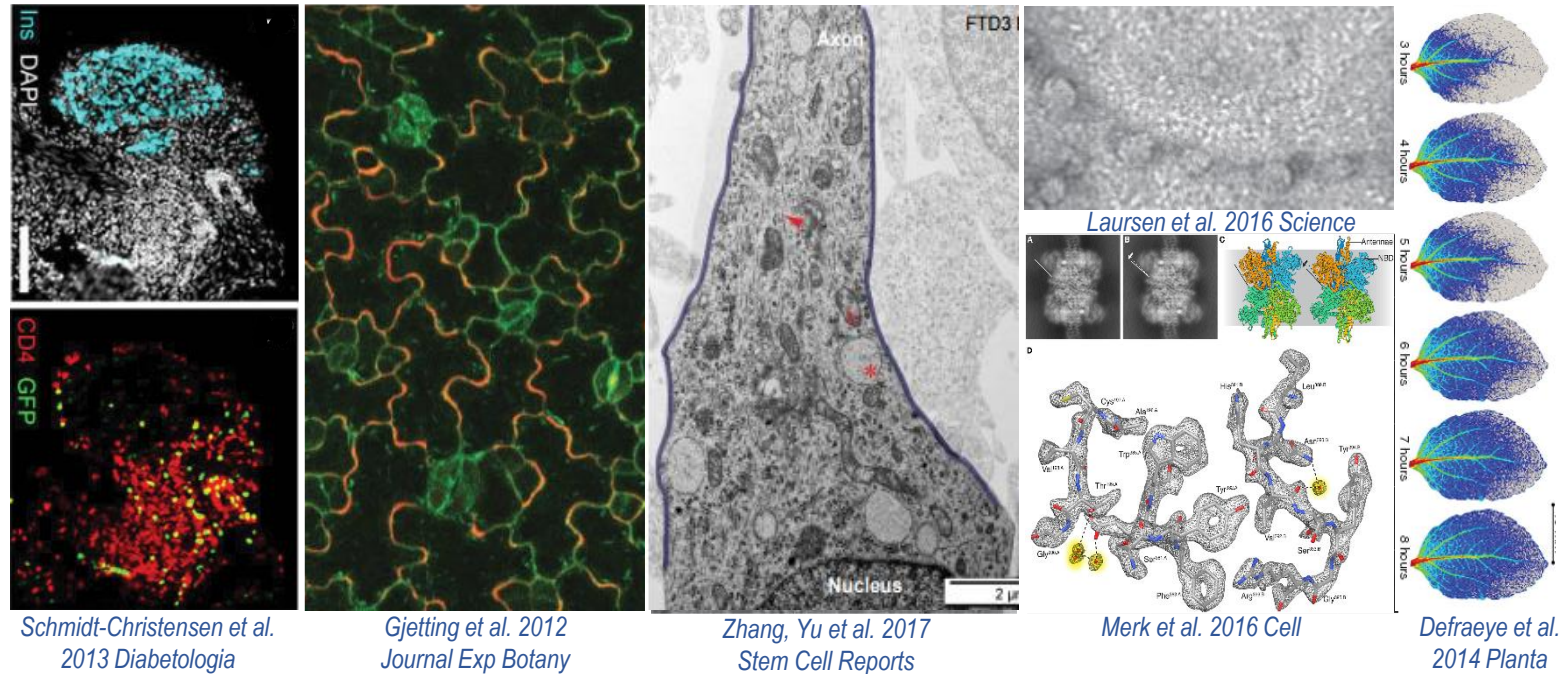 Ins DAPI
CD4 GFP
Schmidt-Christensen et al.
2013 Diabetologia
Gjetting et al. 2012
Journal Exp Botany
FTD3
Axon
*
Nucleus
2
Zhang, Yu et al. 2017
Stem Cell Reports
Laursen et al. 2016 Science
A
B
C
Antennae
NBD
D
Cys
Ala
Val
Trp
Thr
Tyr
Gly
Ser
Phe
His
Leu
Asn
Tyr
Val
Ser
Arg
Gly
Merk et al. 2016 Cell
3 hours
4 hours
5 hours
6 hours
7 hours
8 hours
Defraeye et al.
2014 Planta